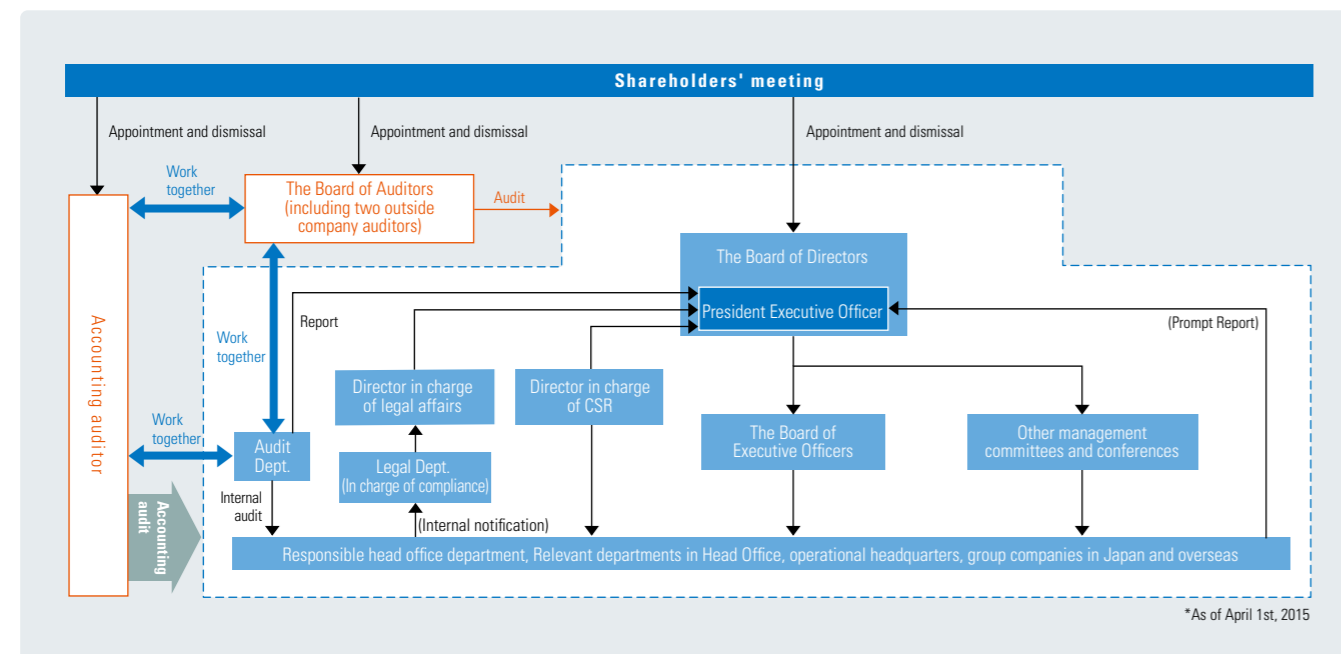 Shareholders' meeting
Appointment and dismissal
Appointment and dismissal
Appointment and dismissal
Work
together
The Board of Auditors
(including two outside
company auditors)
Audit
The Board of Directors
President Executive Officer
Accounting auditor
Work
together
Report
(Prompt Report)
Director in charge
of legal affairs
Director in charge
of CSR
Work
together
Audit
Dept.
The Board of
Executive Officers
Other management
committees and conferences
Legal Dept.
(In charge of compliance)
Internal
audit
Accounting
audit
(Internal notification)
Responsible head office department, Relevant departments in Head Office, operational headquarters, group companies in Japan and overseas
*As of April 1st, 2015